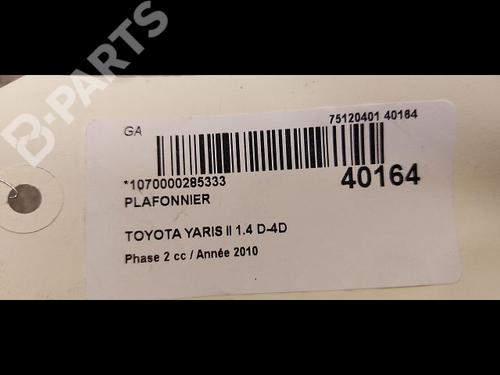 B-PARTS
GA
75120401 40164
*1070000285333
40164
PLAFONNIER
TOYOTA YARIS II 1.4 D-4D
Phase 2 cc / Année 2010